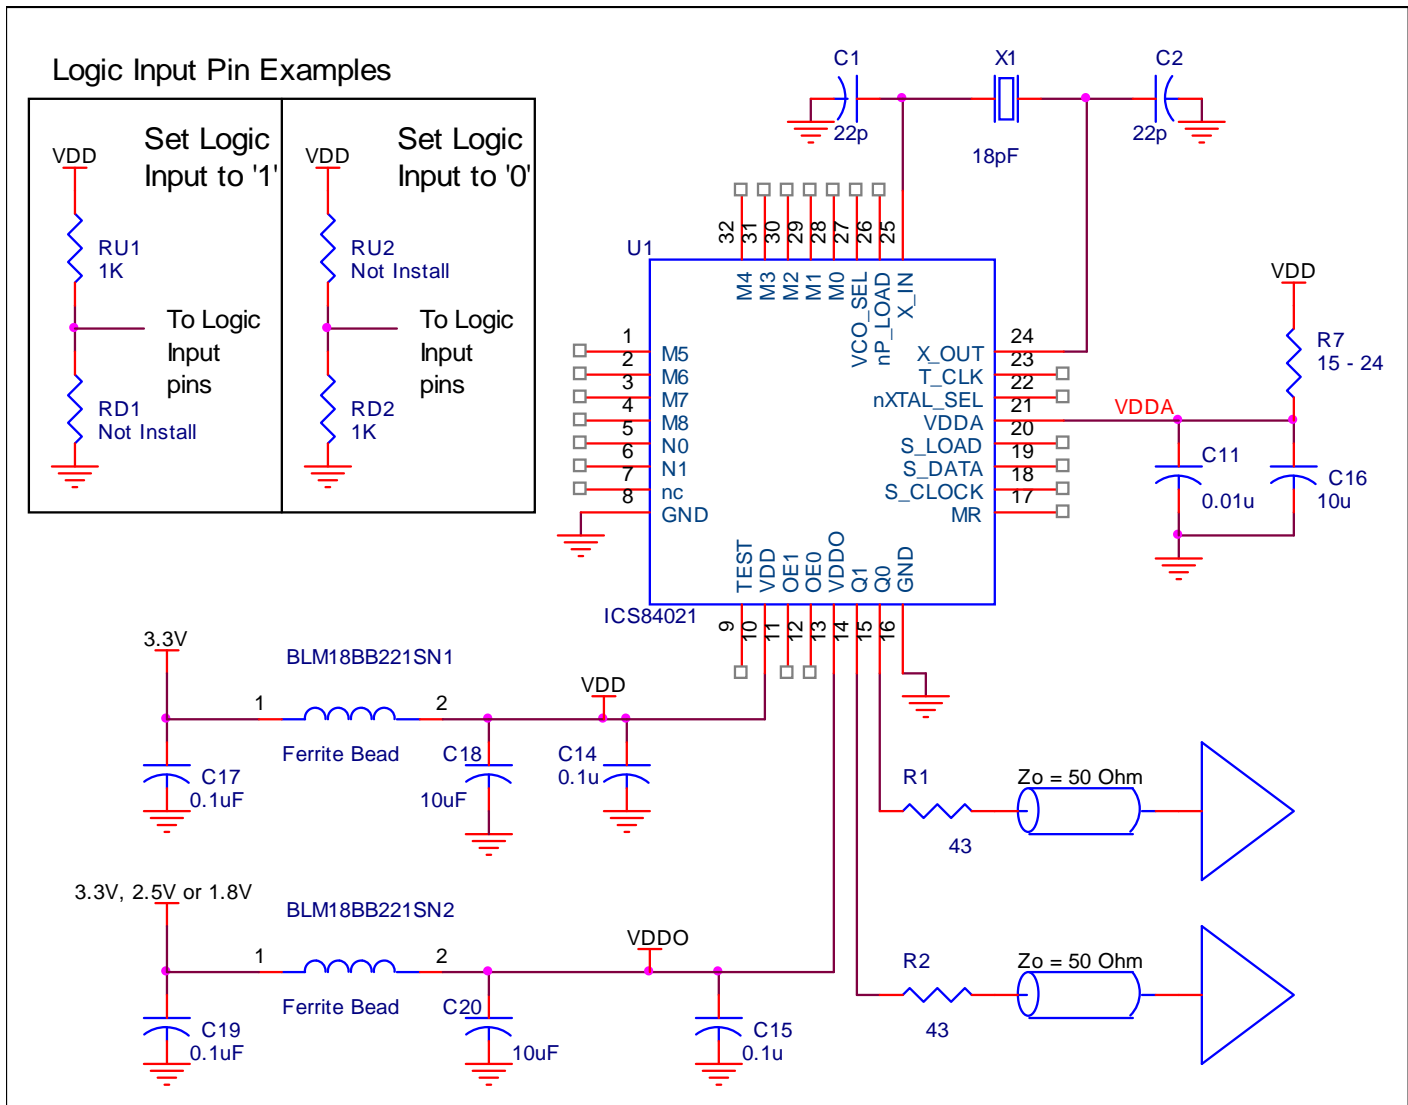 Logic Input Pin Examples
Set Logic
Input to '1'
VDD
RU1
1K
To Logic
Input
pins
RD1
Not Install
Set Logic
Input to '0'
VDD
RU2
Not Install
To Logic
Input
pins
RD2
1K
C1
22p
X1
18pF
C2
22p
U1
32
31
30
29
28
27
26
25
M4
M3
M2
M1
M0
VCO_SEL
nP_LOAD
X_IN
1
M5
2
M6
3
M7
4
M8
5
N0
6
N1
7
nc
8
GND
24
X_OUT
23
T_CLK
22
nXTAL_SEL
21
VDDA
20
S_LOAD
19
S_DATA
18
S_CLOCK
17
MR
TEST
VDD
OE1
OE0
VDDO
Q1
Q0
GND
9
10
11
12
13
14
15
16
ICS84021
VDD
R7
15 - 24
VDDA
C11
0.01u
C16
10u
3.3V
BLM18BB221SN1
1
2
Ferrite Bead
VDD
C17
0.1uF
C18
10uF
C14
0.1u
3.3V, 2.5V or 1.8V
BLM18BB221SN2
1
2
Ferrite Bead
VDDO
C19
0.1uF
C20
10uF
C15
0.1u
R1
43
Zo = 50 Ohm
R2
43
Zo = 50 Ohm